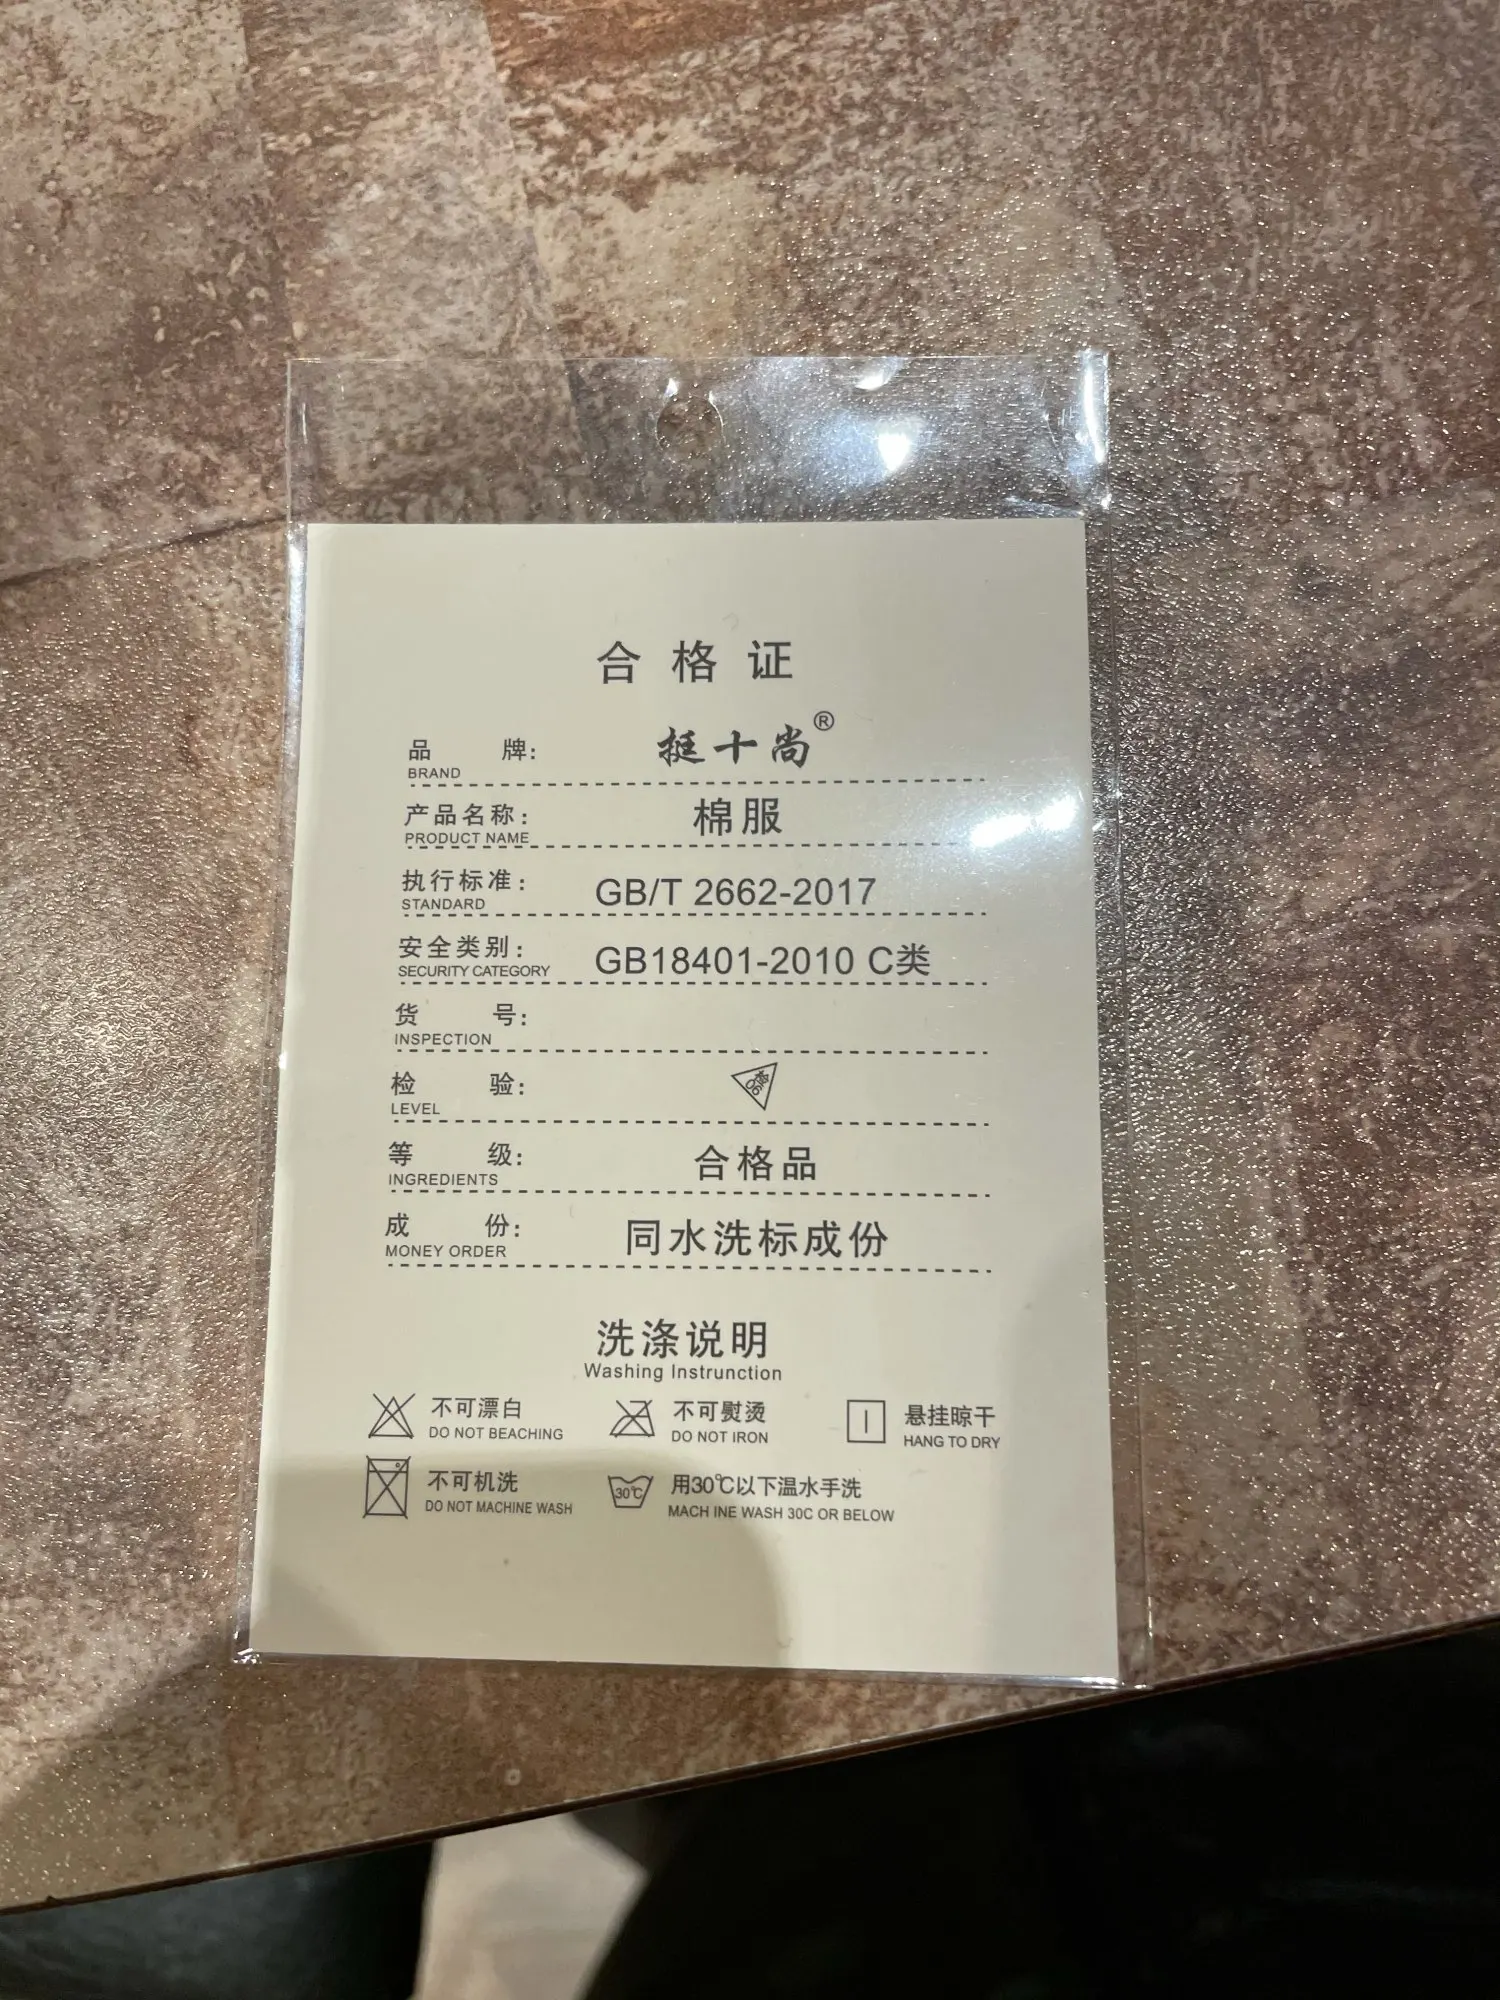 合格证
品牌: 挺十尚®
BRAND
产品名称: 棉服
PRODUCT NAME
执行标准: GB/T 2662-2017
STANDARD
安全类别: GB18401-2010 C类
SECURITY CATEGORY
货号:
INSPECTION
检验: 检06
LEVEL
等级: 合格品
INGREDIENTS
成份: 同水洗标成份
MONEY ORDER
洗涤说明
Washing Instrunction
不可漂白 不可熨烫 悬挂晾干
DO NOT BEACHING DO NOT IRON HANG TO DRY
不可机洗 30℃ 用30℃以下温水手洗
DO NOT MACHINE WASH MACH INE WASH 30C OR BELOW